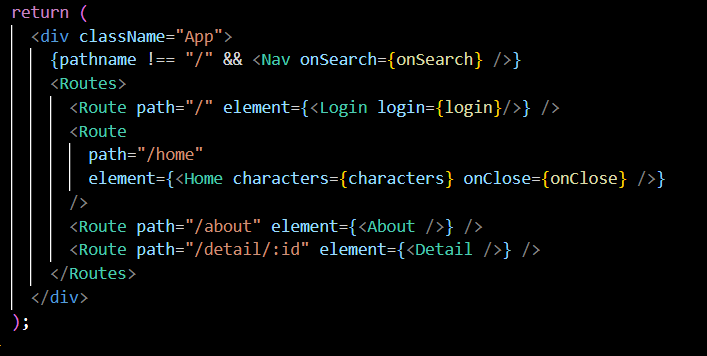 return (
<div className="App">
{pathname !== "/" && <Nav onSearch={onSearch} />}
<Routes>
<Route path="/" element={<Login login={login}/>} />
<Route
path="/home"
element={<Home characters={characters} onClose={onClose} />}
/>
<Route path="/about" element={<About />} />
<Route path="/detail/:id" element={<Detail />} />
</Routes>
</div>
);